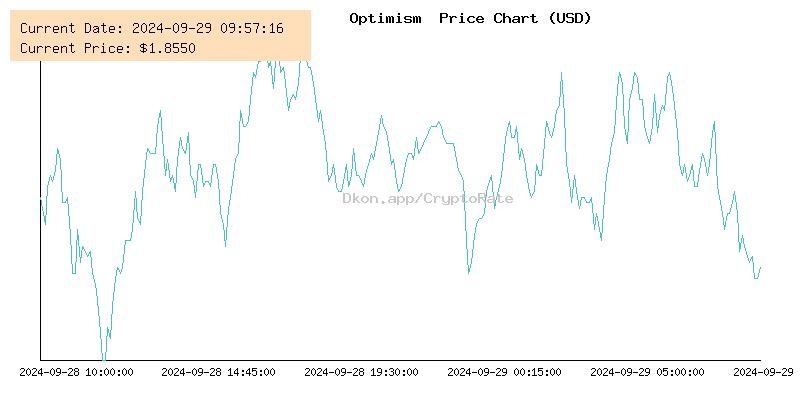 Optimism  Price Chart (USD)
Current Date: 2024-09-29 09:57:16
Current Price: $1.8550
Dkon.app/CryptoRate
2024-09-28 10:00:00 2024-09-28 14:45:00 2024-09-28 19:30:00 2024-09-29 00:15:00 2024-09-29 05:00:00 2024-09-29